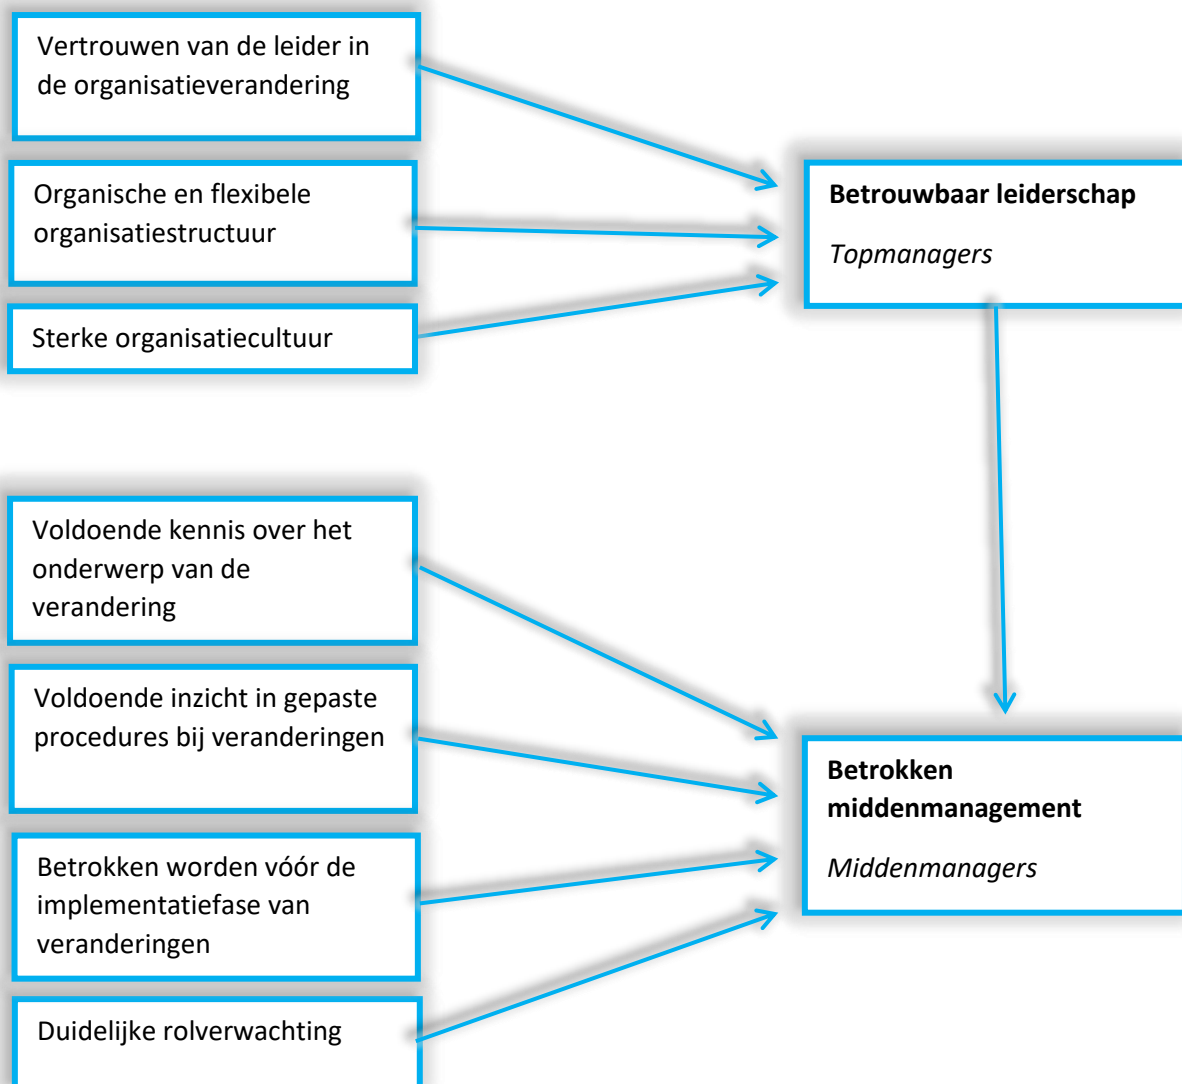 Vertrouwen van de leider in
de organisatieverandering
Organische en flexibele
organisatiestructuur
Sterke organisatiecultuur
Betrouwbaar leiderschap
Topmanagers
Voldoende kennis over het
onderwerp van de
verandering
Voldoende inzicht in gepaste
procedures bij veranderingen
Betrokken worden vóór de
implementatiefase van
veranderingen
Duidelijke rolverwachting
Betrokken
middenmanagement
Middenmanagers